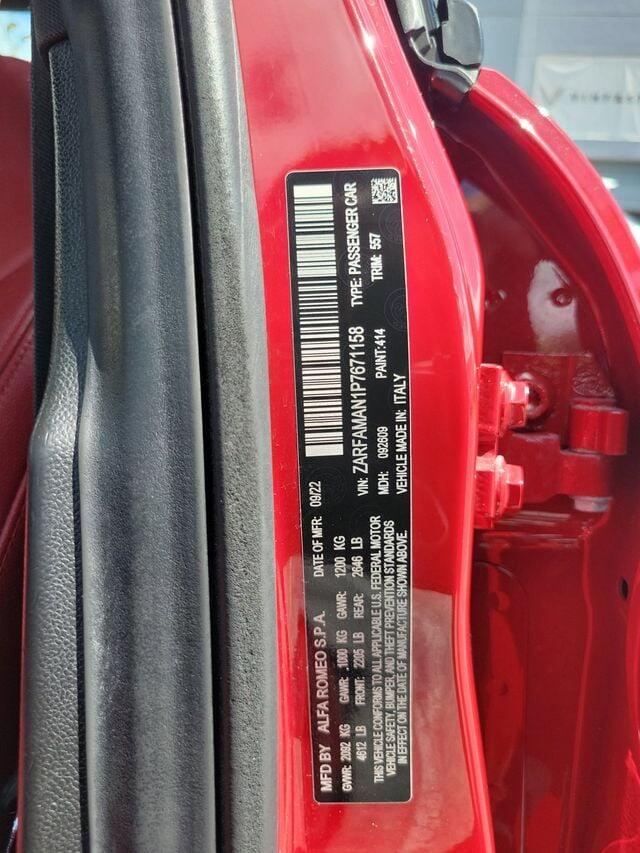 MFD BY ALFA ROMEO S.P.A. DATE OF MFR: 09/22
GVWR: 2092 KG GAWR: 1000 KG GAWR: 1200 KG
4612 LB FRONT: 2205 LB REAR: 2646 LB
THIS VEHICLE CONFORMS TO ALL APPLICABLE U.S. FEDERAL MOTOR
VEHICLE SAFETY, BUMPER, AND THEFT PREVENTION STANDARDS
IN EFFECT ON THE DATE OF MANUFACTURE SHOWN ABOVE.
VIN: ZARFAMAN1P7671158 TYPE: PASSENGER CAR
MDH: 092609 PAINT: 414 TRIM: 557
VEHICLE MADE IN: ITALY